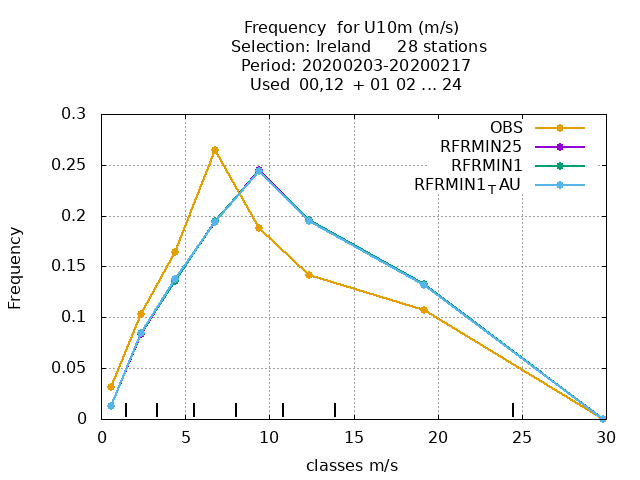 Frequency  for U10m (m/s)
Selection: Ireland     28 stations
Period: 20200203-20200217
Used  00,12  + 01 02 ... 24
0.3
0.25
0.2
0.15
0.1
0.05
0
Frequency
OBS
RFRMIN25
RFRMIN1
RFRMIN1TAU
0 5 10 15 20 25 30
classes m/s